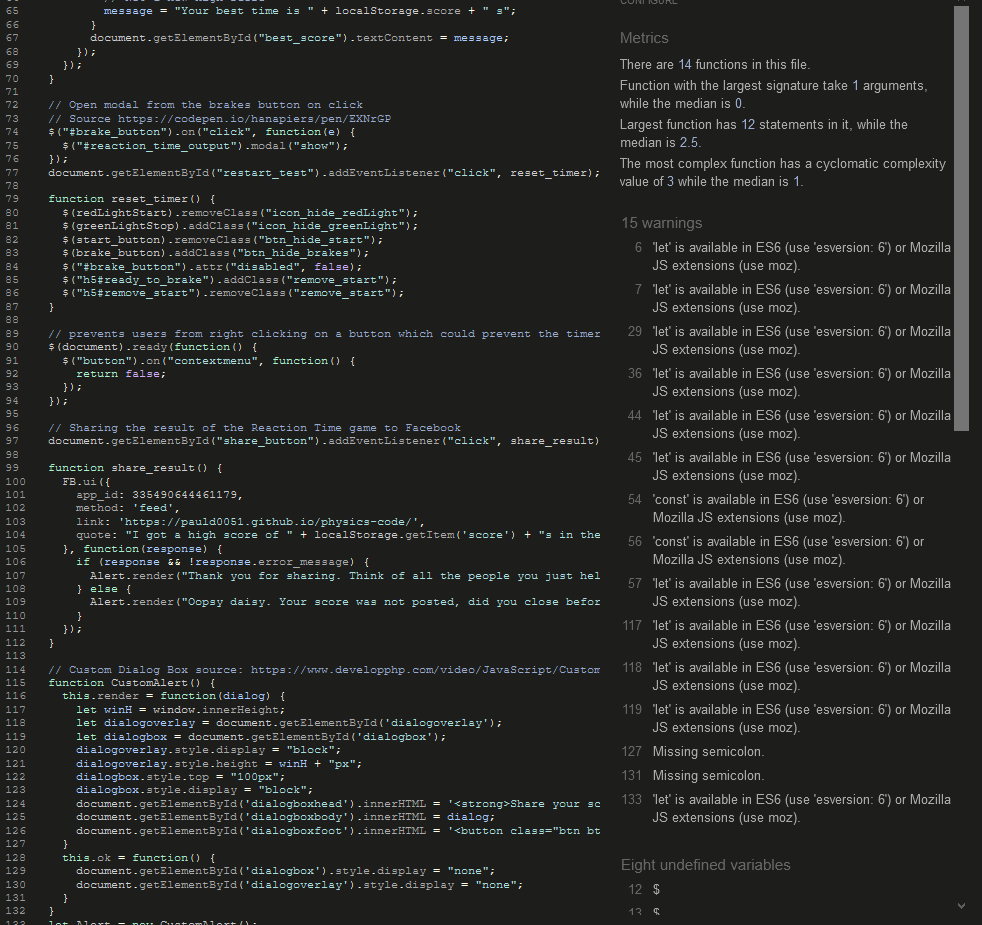 65 message = "Your best time is " + localStorage.score + " s";
66 }
67 document.getElementById("best_score").textContent = message;
68 });
69 });
70 }
71
72 // Open modal from the brakes button on click
73 // Source https://codepen.io/hanapiers/pen/EXNrGP
74 $("#brake_button").on("click", function(e) {
75 $("#reaction_time_output").modal("show");
76 });
77 document.getElementById("restart_test").addEventListener("click", reset_timer);
78
79 function reset_timer() {
80 $(redLightStart).removeClass("icon_hide_redLight");
81 $(greenLightStop).addClass("icon_hide_greenLight");
82 $(start_button).removeClass("btn_hide_start");
83 $(brake_button).addClass("btn_hide_brakes");
84 $("#brake_button").attr("disabled", false);
85 $("h5#ready_to_brake").addClass("remove_start");
86 $("h5#remove_start").removeClass("remove_start");
87 }
88
89 // prevents users from right clicking on a button which could prevent the timer
90 $(document).ready(function() {
91 $("button").on("contextmenu", function() {
92 return false;
93 });
94 });
95
96 // Sharing the result of the Reaction Time game to Facebook
97 document.getElementById("share_button").addEventListener("click", share_result)
98
99 function share_result() {
100 FB.ui({
101 app_id: 335490644461179,
102 method: 'feed',
103 link: 'https://pauld0051.github.io/physics-code/',
104 quote: "I got a high score of " + localStorage.getItem('score') + "s in the
105 }, function(response) {
106 if (response && !response.error_message) {
107 Alert.render("Thank you for sharing. Think of all the people you just hel
108 } else {
109 Alert.render("Oopsy daisy. Your score was not posted, did you close befor
110 }
111 });
112 }
113
114 // Custom Dialog Box source: https://www.developphp.com/video/JavaScript/Custom
115 function CustomAlert() {
116 this.render = function(dialog) {
117 let winH = window.innerHeight;
118 let dialogoverlay = document.getElementById('dialogoverlay');
119 let dialogbox = document.getElementById('dialogbox');
120 dialogoverlay.style.display = "block";
121 dialogoverlay.style.height = winH + "px";
122 dialogbox.style.top = "100px";
123 dialogbox.style.display = "block";
124 document.getElementById('dialogboxhead').innerHTML = '<strong>Share your sc
125 document.getElementById('dialogboxbody').innerHTML = dialog;
126 document.getElementById('dialogboxfoot').innerHTML = '<button class="btn bt
127 }
128 this.ok = function() {
129 document.getElementById('dialogbox').style.display = "none";
130 document.getElementById('dialogoverlay').style.display = "none";
131 }
132 }
133 let Alert = new CustomAlert();
CONFIGURE
Metrics
There are 14 functions in this file.
Function with the largest signature take 1 arguments,
while the median is 0.
Largest function has 12 statements in it, while the
median is 2.5.
The most complex function has a cyclomatic complexity
value of 3 while the median is 1.
15 warnings
6 'let' is available in ES6 (use 'esversion: 6') or Mozilla
JS extensions (use moz).
7 'let' is available in ES6 (use 'esversion: 6') or Mozilla
JS extensions (use moz).
29 'let' is available in ES6 (use 'esversion: 6') or Mozilla
JS extensions (use moz).
36 'let' is available in ES6 (use 'esversion: 6') or Mozilla
JS extensions (use moz).
44 'let' is available in ES6 (use 'esversion: 6') or Mozilla
JS extensions (use moz).
45 'let' is available in ES6 (use 'esversion: 6') or Mozilla
JS extensions (use moz).
54 'const' is available in ES6 (use 'esversion: 6') or
Mozilla JS extensions (use moz).
56 'const' is available in ES6 (use 'esversion: 6') or
Mozilla JS extensions (use moz).
57 'let' is available in ES6 (use 'esversion: 6') or Mozilla
JS extensions (use moz).
117 'let' is available in ES6 (use 'esversion: 6') or Mozilla
JS extensions (use moz).
118 'let' is available in ES6 (use 'esversion: 6') or Mozilla
JS extensions (use moz).
119 'let' is available in ES6 (use 'esversion: 6') or Mozilla
JS extensions (use moz).
127 Missing semicolon.
131 Missing semicolon.
133 'let' is available in ES6 (use 'esversion: 6') or Mozilla
JS extensions (use moz).
Eight undefined variables
12 $
13 $